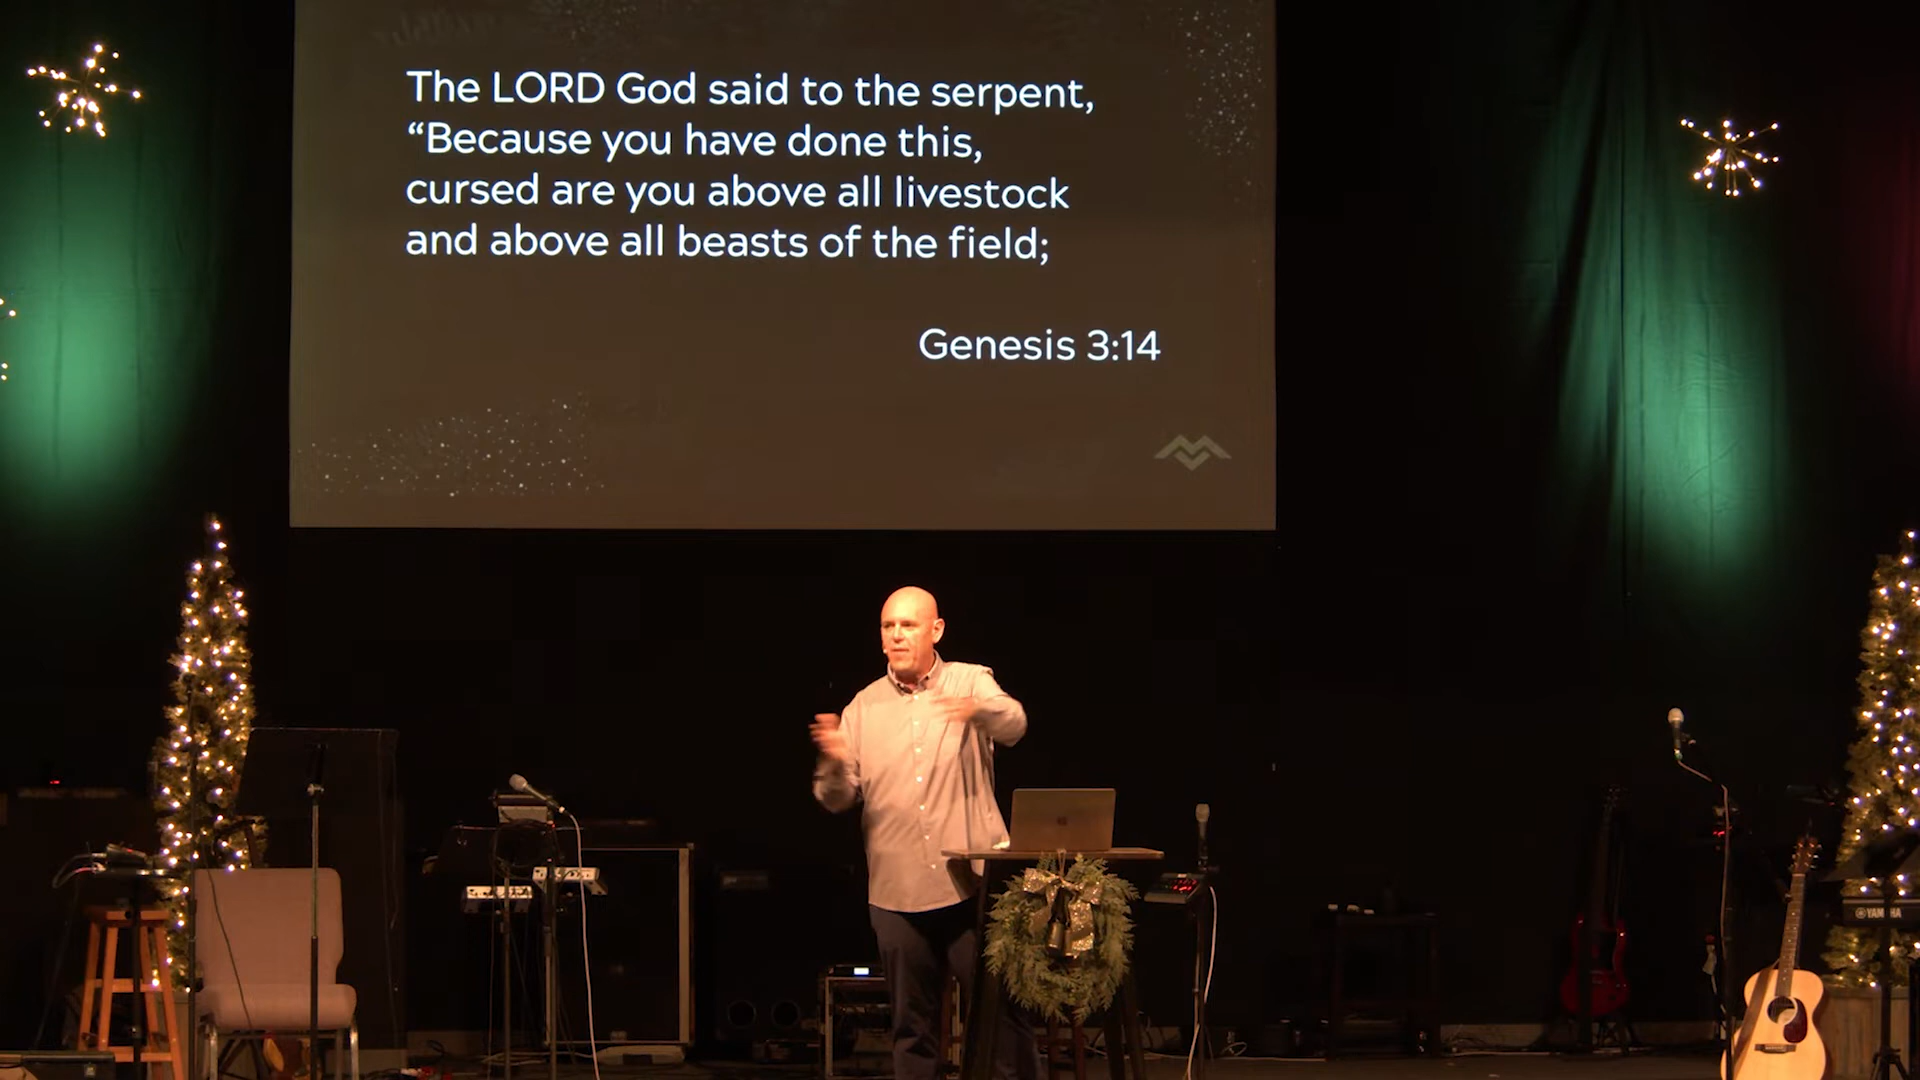 The LORD God said to the serpent,
“Because you have done this,
cursed are you above all livestock
and above all beasts of the field;
Genesis 3:14
YAMAHA